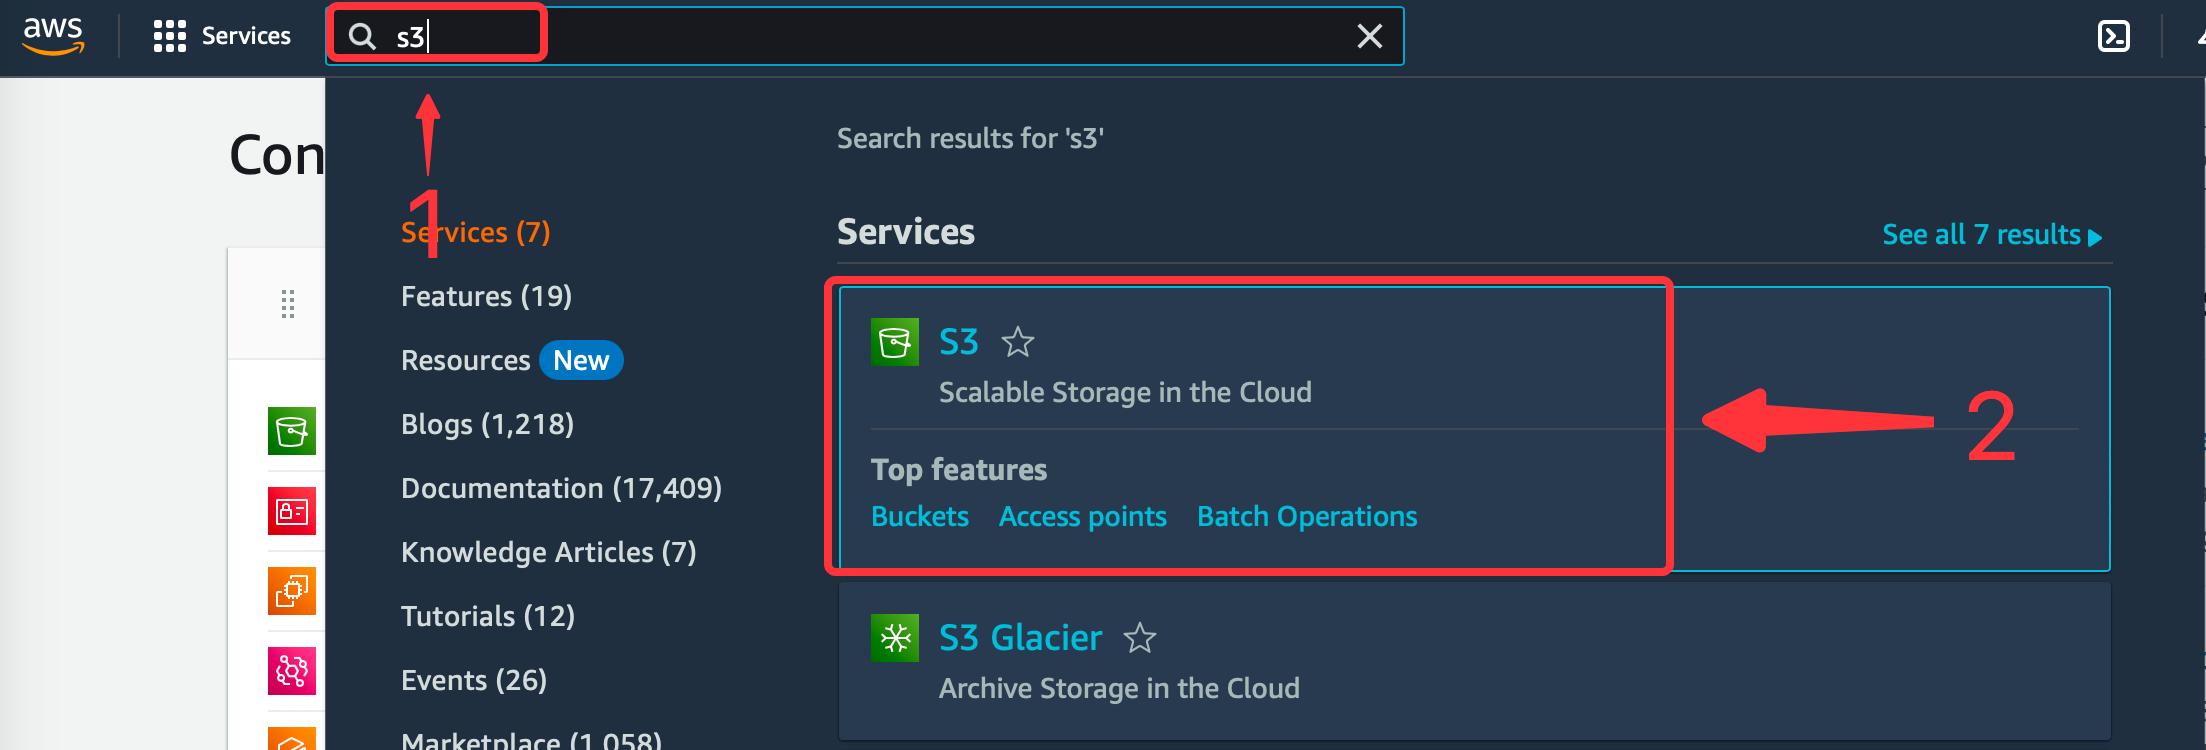 aws
Services
s3
Con
1
Search results for 's3'
Services (7)
Features (19)
Resources New
Blogs (1,218)
Documentation (17,409)
Knowledge Articles (7)
Tutorials (12)
Events (26)
Marketplace (1,058)
Services
See all 7 results
S3
Scalable Storage in the Cloud
Top features
Buckets Access points Batch Operations
2
S3 Glacier
Archive Storage in the Cloud